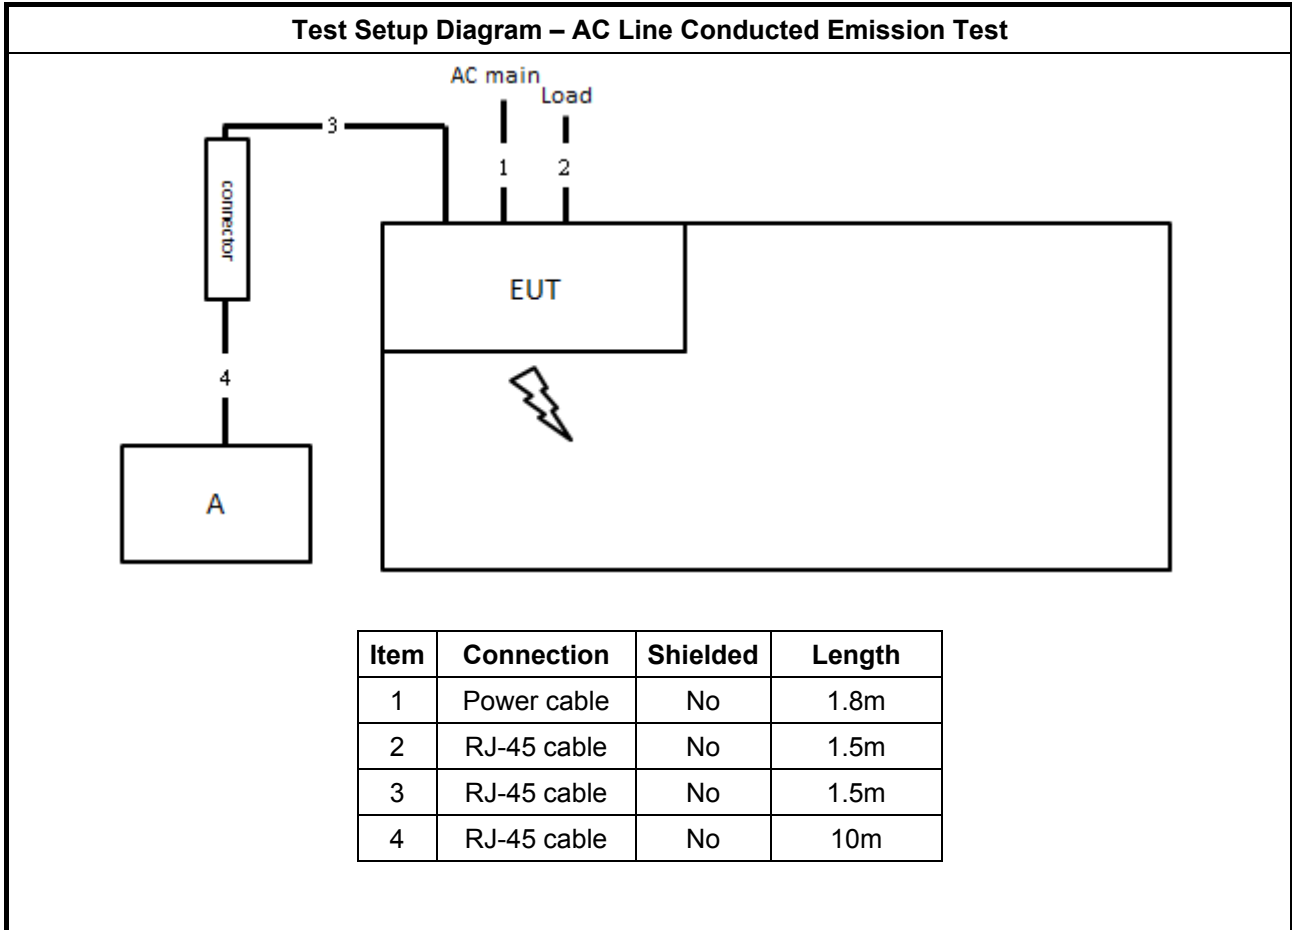 Test Setup Diagram – AC Line Conducted Emission Test
AC main
Load
3
1 2
connector
EUT
4
A
Item Connection Shielded Length
1 Power cable No 1.8m
2 RJ-45 cable No 1.5m
3 RJ-45 cable No 1.5m
4 RJ-45 cable No 10m